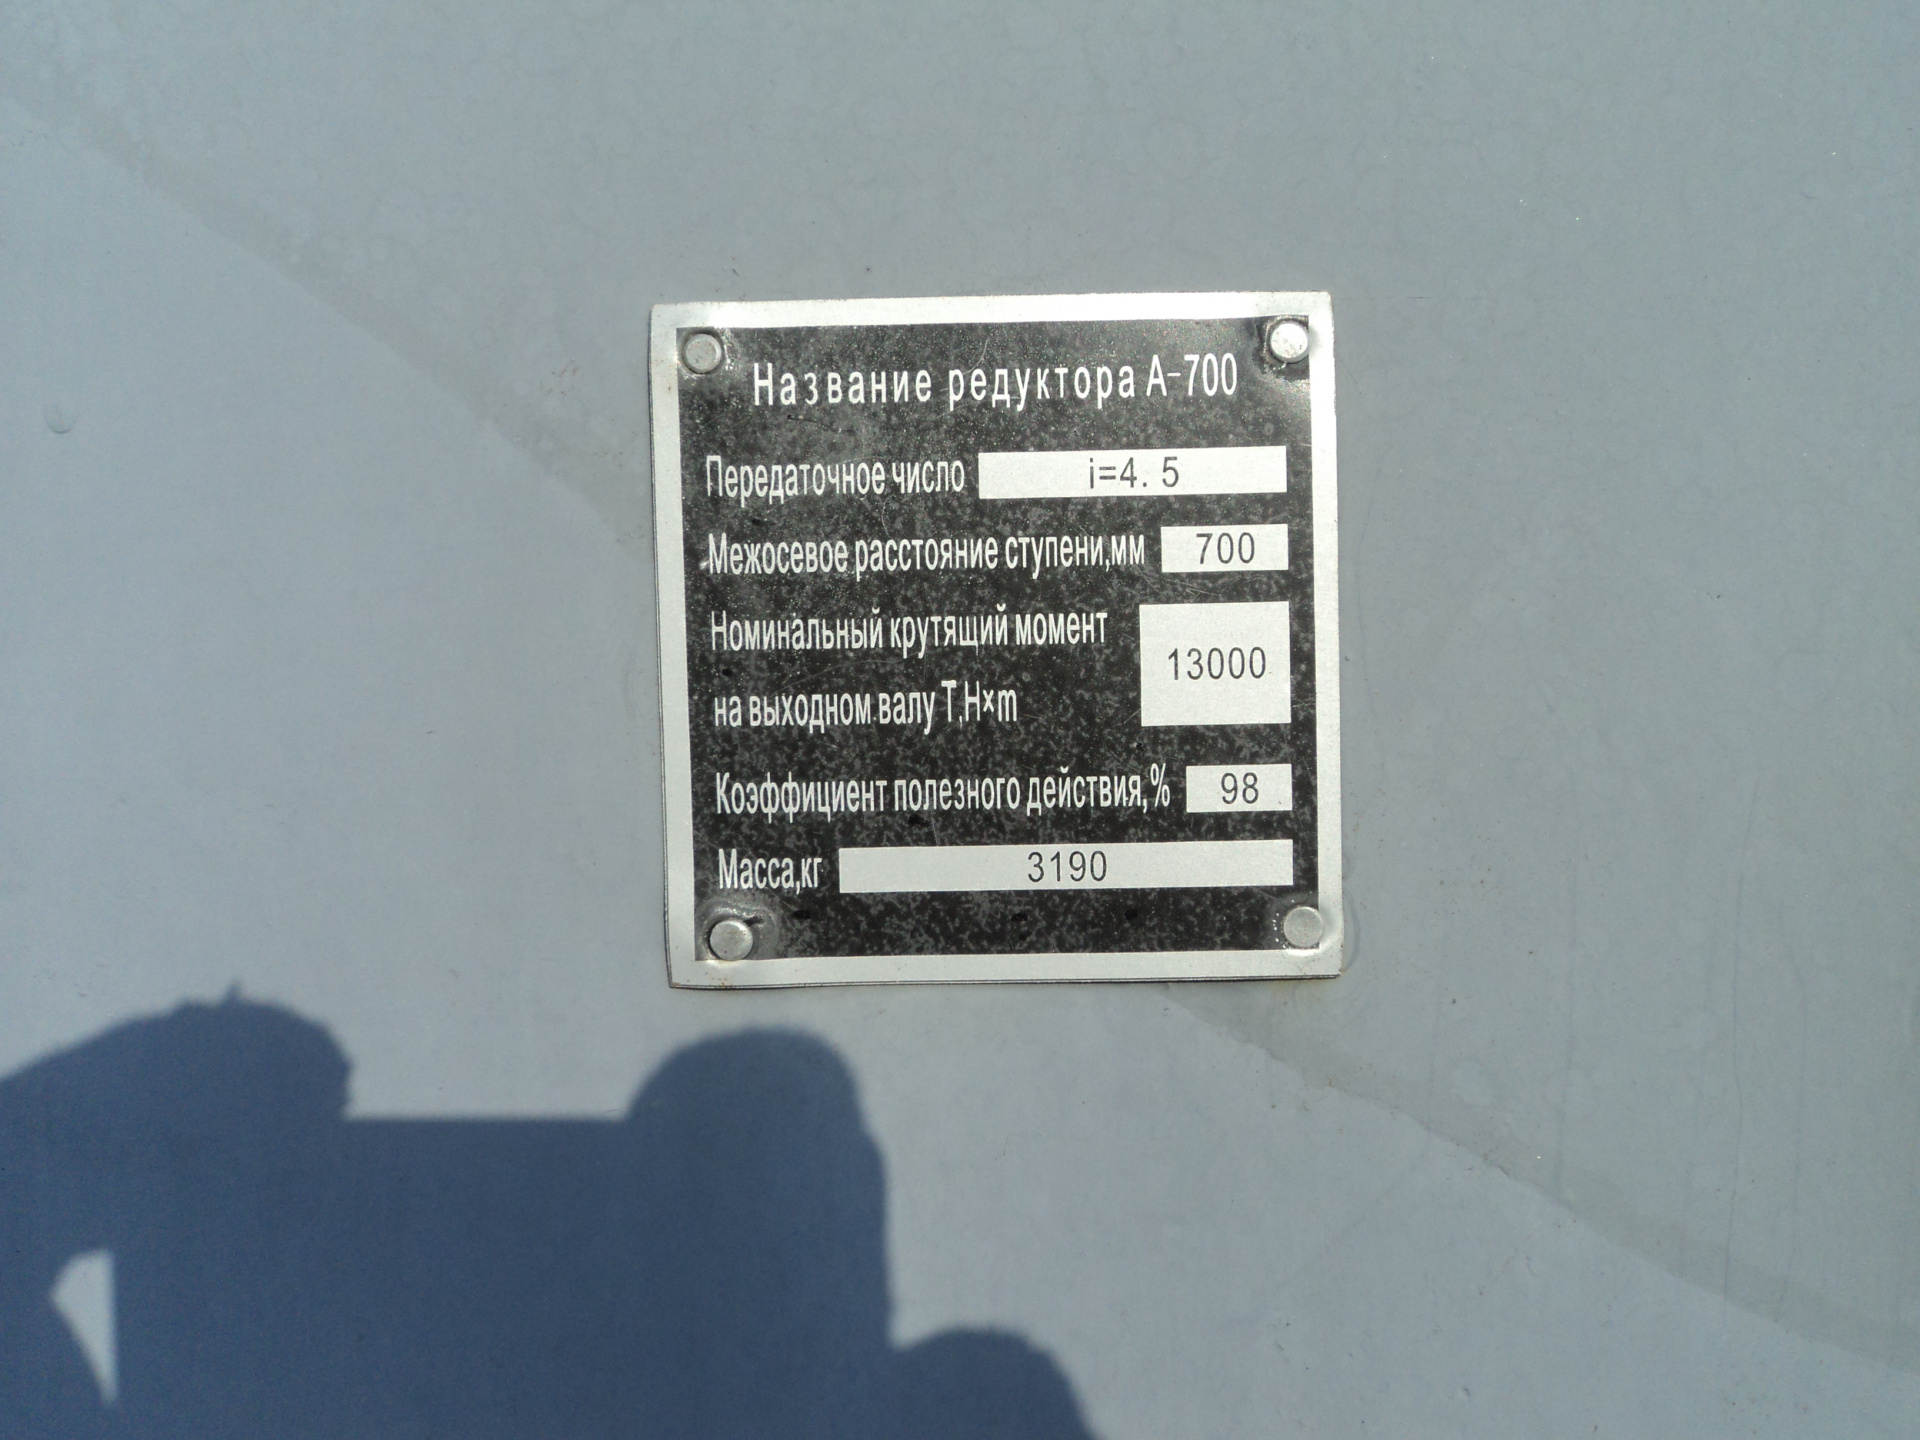 Название редуктора А-700
Передаточное число i=4. 5
Межосевое расстояние ступени,мм 700
Номинальный крутящий момент
на выходном валу Т,Н×m 13000
Коэффициент полезного действия,% 98
Масса,кг 3190